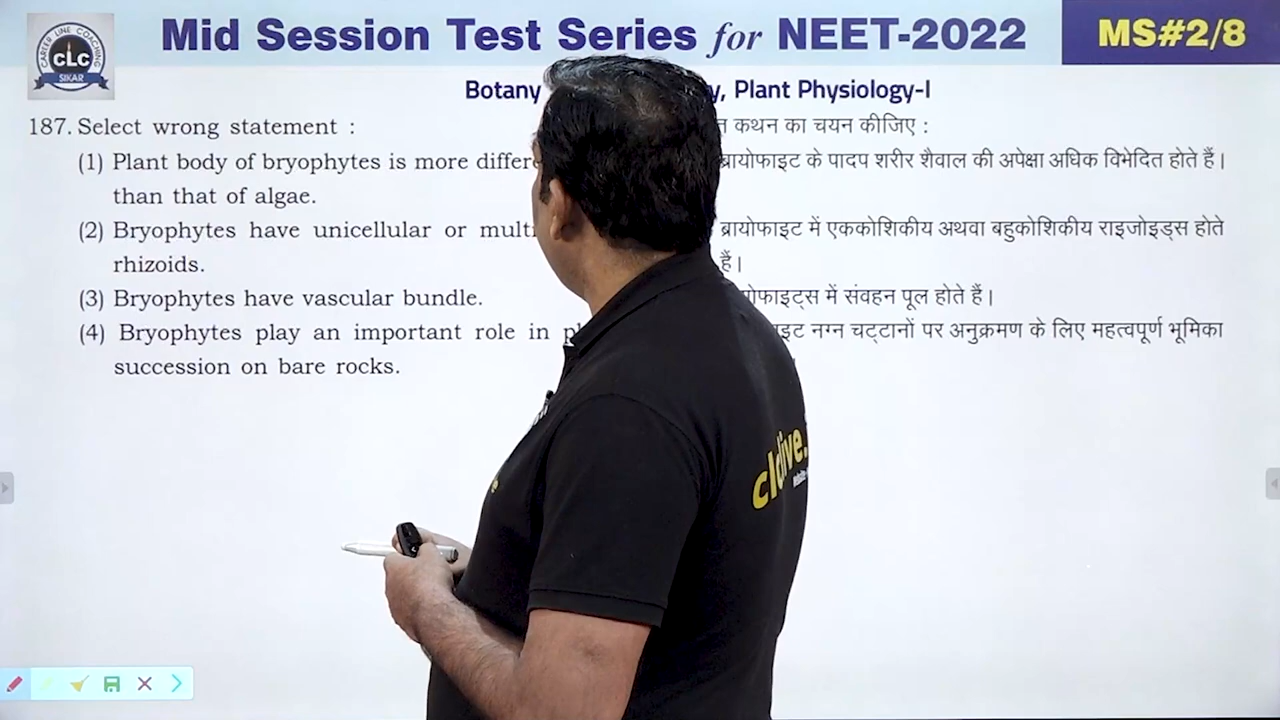 CAREER LINE COACHING
CLC
SIKAR
Mid Session Test Series for NEET-2022
MS#2/8
Botany Plant Physiology-I
187. Select wrong statement :
कथन का चयन कीजिए :
(1) Plant body of bryophytes is more
ब्रायोफाइट के पादप शरीर शैवाल की अपेक्षा अधिक विभेदित होते हैं।
than that of algae.
(2) Bryophytes have unicellular or
ब्रायोफाइट में एककोशिकीय अथवा बहुकोशिकीय राइजोइड्स होते
rhizoids.
हैं।
(3) Bryophytes have vascular bundle.
में संवहन पूल होते हैं।
(4) Bryophytes play an important role in
नग्न चट्टानों पर अनुक्रमण के लिए महत्वपूर्ण भूमिका
succession on bare rocks.